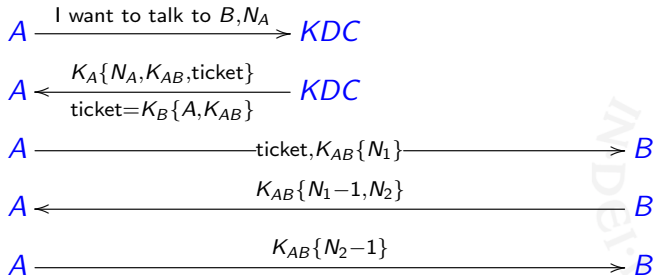 I want to talk to B,N_A
A KDC
K_A{N_A,K_AB,ticket}
A KDC
ticket=K_B{A,K_AB}
A ticket,K_AB{N_1} B
K_AB{N_1−1,N_2}
A B
K_AB{N_2−1}
A B